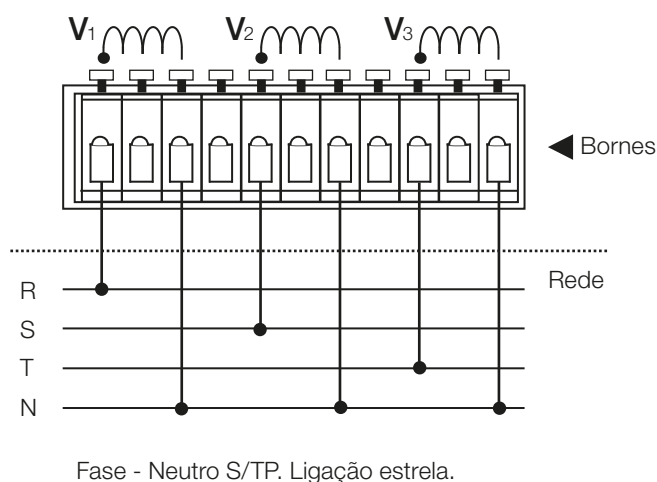 V1 V2 V3
Bornes
Rede
R
S
T
N
Fase - Neutro S/TP. Ligação estrela.